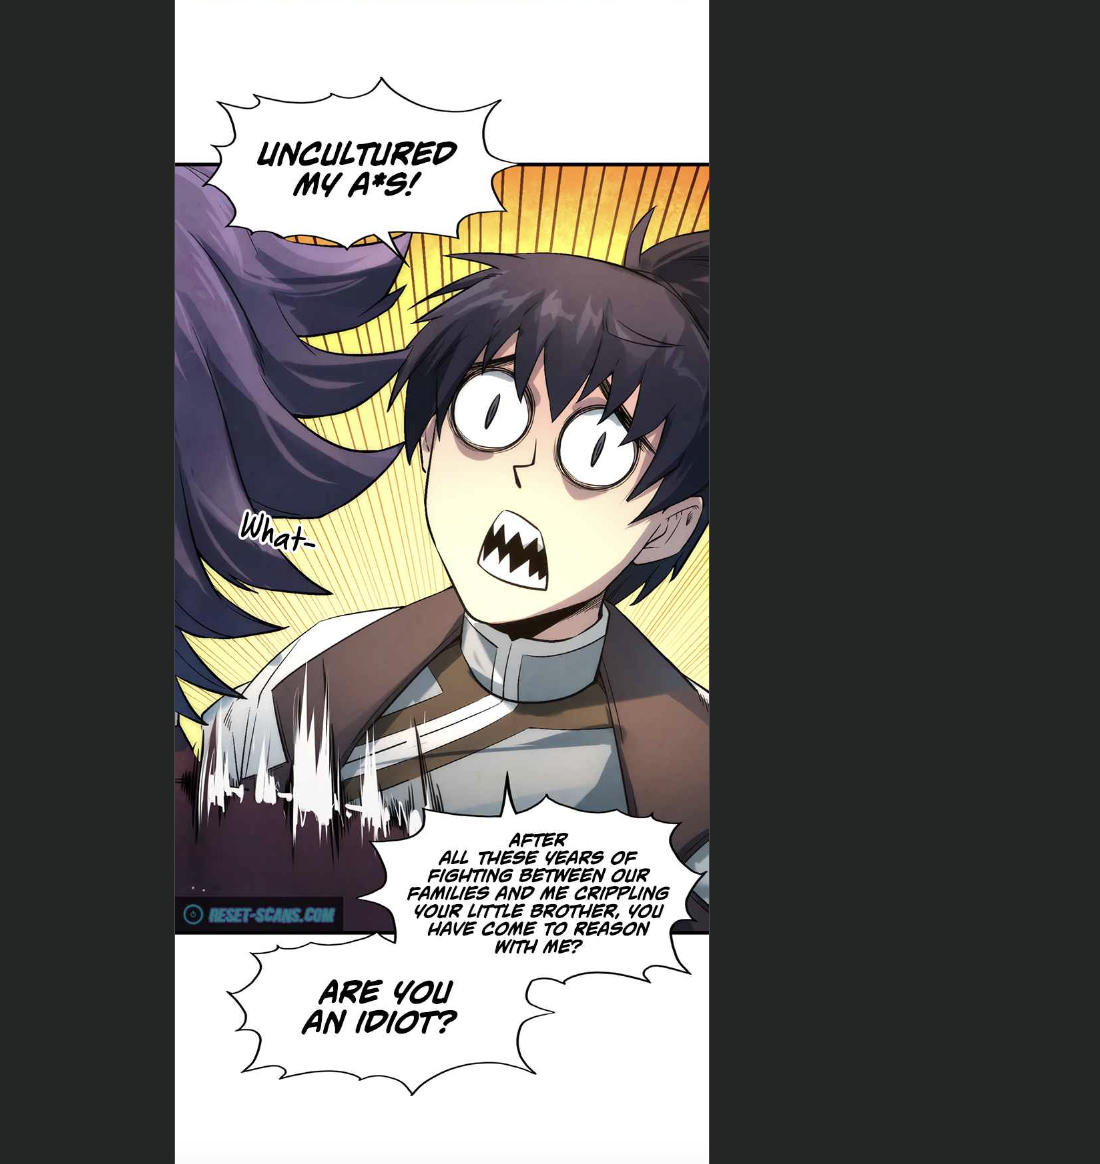 UNCULTURED
MY A*S!
What-
AFTER
ALL THESE YEARS OF
FIGHTING BETWEEN OUR
FAMILIES AND ME CRIPPLING
YOUR LITTLE BROTHER, YOU
HAVE COME TO REASON
WITH ME?
RESET-SCANS.COM
ARE YOU
AN IDIOT?